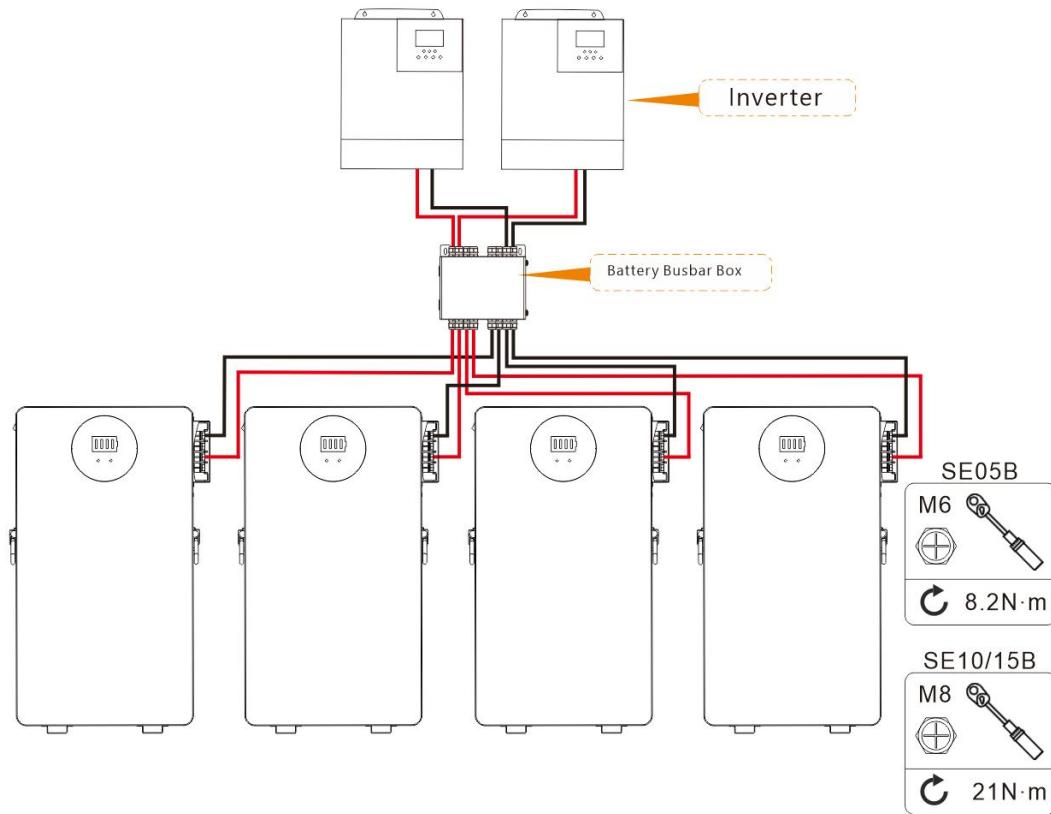 Inverter
Battery Busbar Box
SE05B
M6
8.2N·m
SE10/15B
M8
21N·m